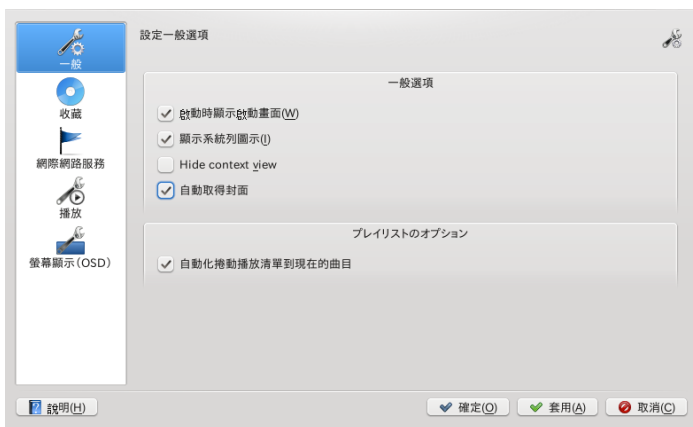 設定一般選項
一般
收藏
網際網路服務
播放
螢幕顯示(OSD)
一般選項
啟動時顯示啟動畫面(W)
顯示系統列圖示(I)
Hide context view
自動取得封面
プレイリストのオプション
自動化捲動播放清單到現在的曲目
說明(H)
確定(O)
套用(A)
取消(C)